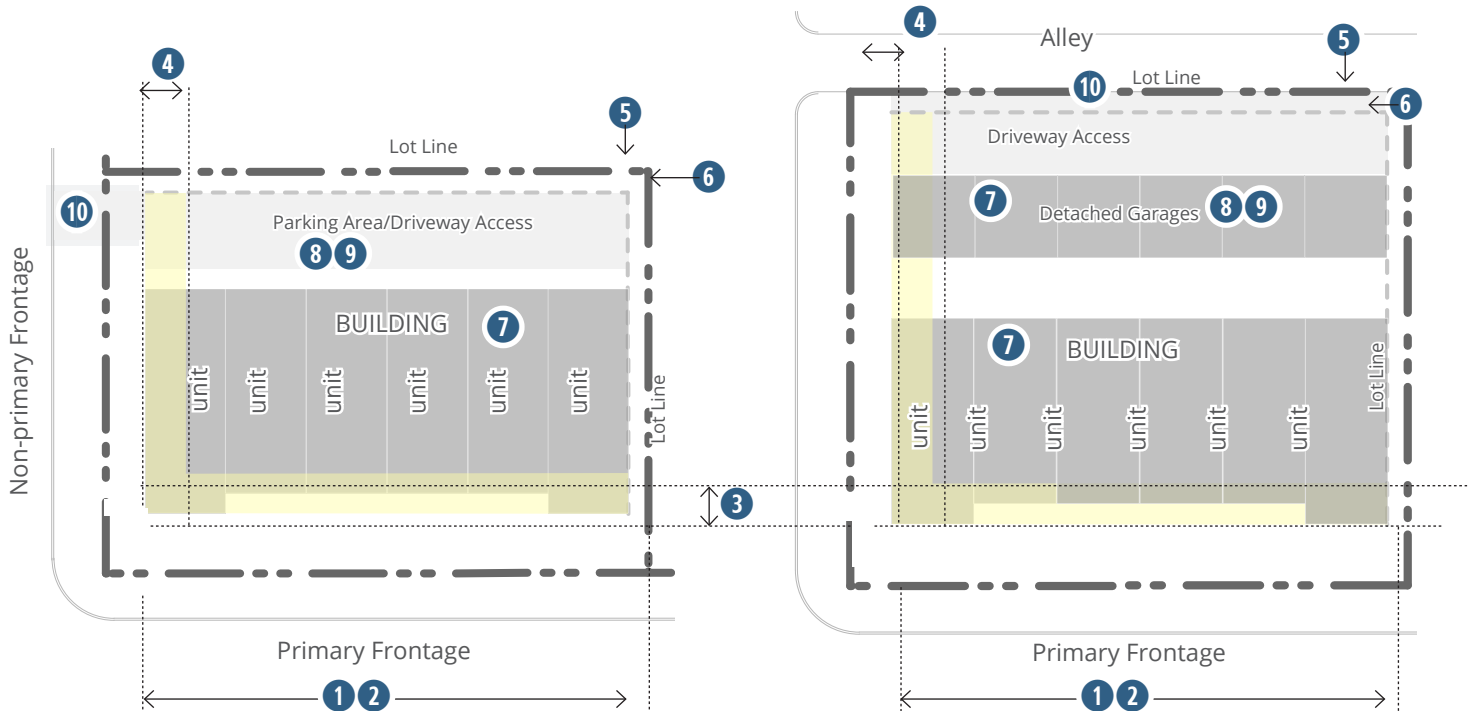 4
5
Lot Line
6
10
Parking Area/Driveway Access
8 9
BUILDING
7
unit
unit
unit
unit
unit
unit
Lot Line
Non-primary Frontage
3
Primary Frontage
1 2
4
Alley
5
Lot Line
10
6
Driveway Access
7
Detached Garages
8 9
7
BUILDING
unit
unit
unit
unit
unit
unit
Lot Line
Primary Frontage
1 2